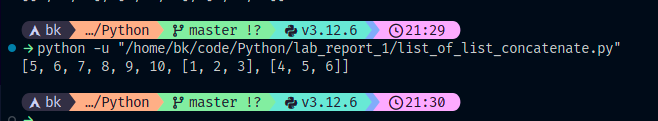 bk …/Python master !? v3.12.6 21:29
→ python -u "/home/bk/code/Python/lab_report_1/list_of_list_concatenate.py"
[5, 6, 7, 8, 9, 10, [1, 2, 3], [4, 5, 6]]
bk …/Python master !? v3.12.6 21:30
→